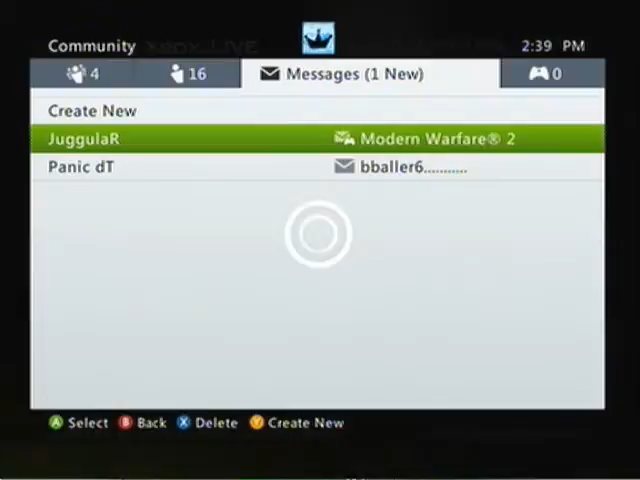 Community
2:39 PM
4
16
Messages (1 New)
0
Create New
JuggulaR
Modern Warfare® 2
Panic dT
bballer6...........
A Select B Back X Delete Y Create New